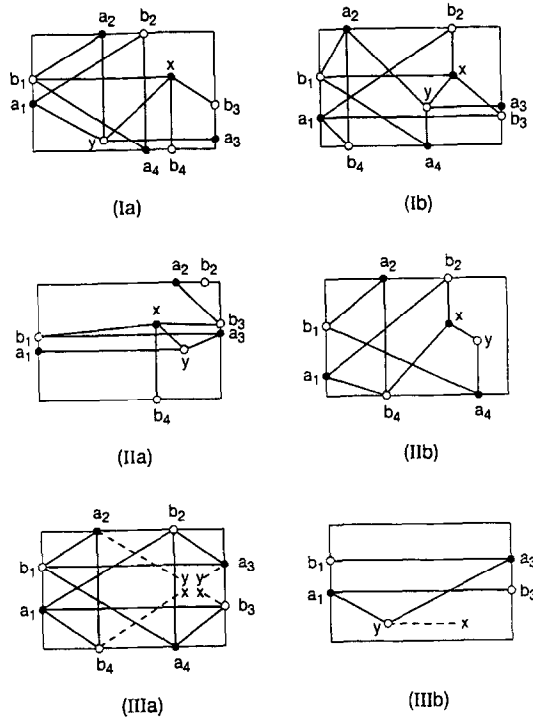 a2 b2
b1 x
a1 b3
y a3
a4 b4
(Ia)
a2 b2
b1 x
y a3
a1 b3
b4 a4
(Ib)
a2 b2
x b3
b1 a3
a1 y
b4
(IIa)
a2 b2
b1 x
y
a1
b4 a4
(IIb)
a2 b2
b1 a3
y y
x x
a1 b3
b4 a4
(IIIa)
b1 a3
a1 b3
y x
(IIIb)